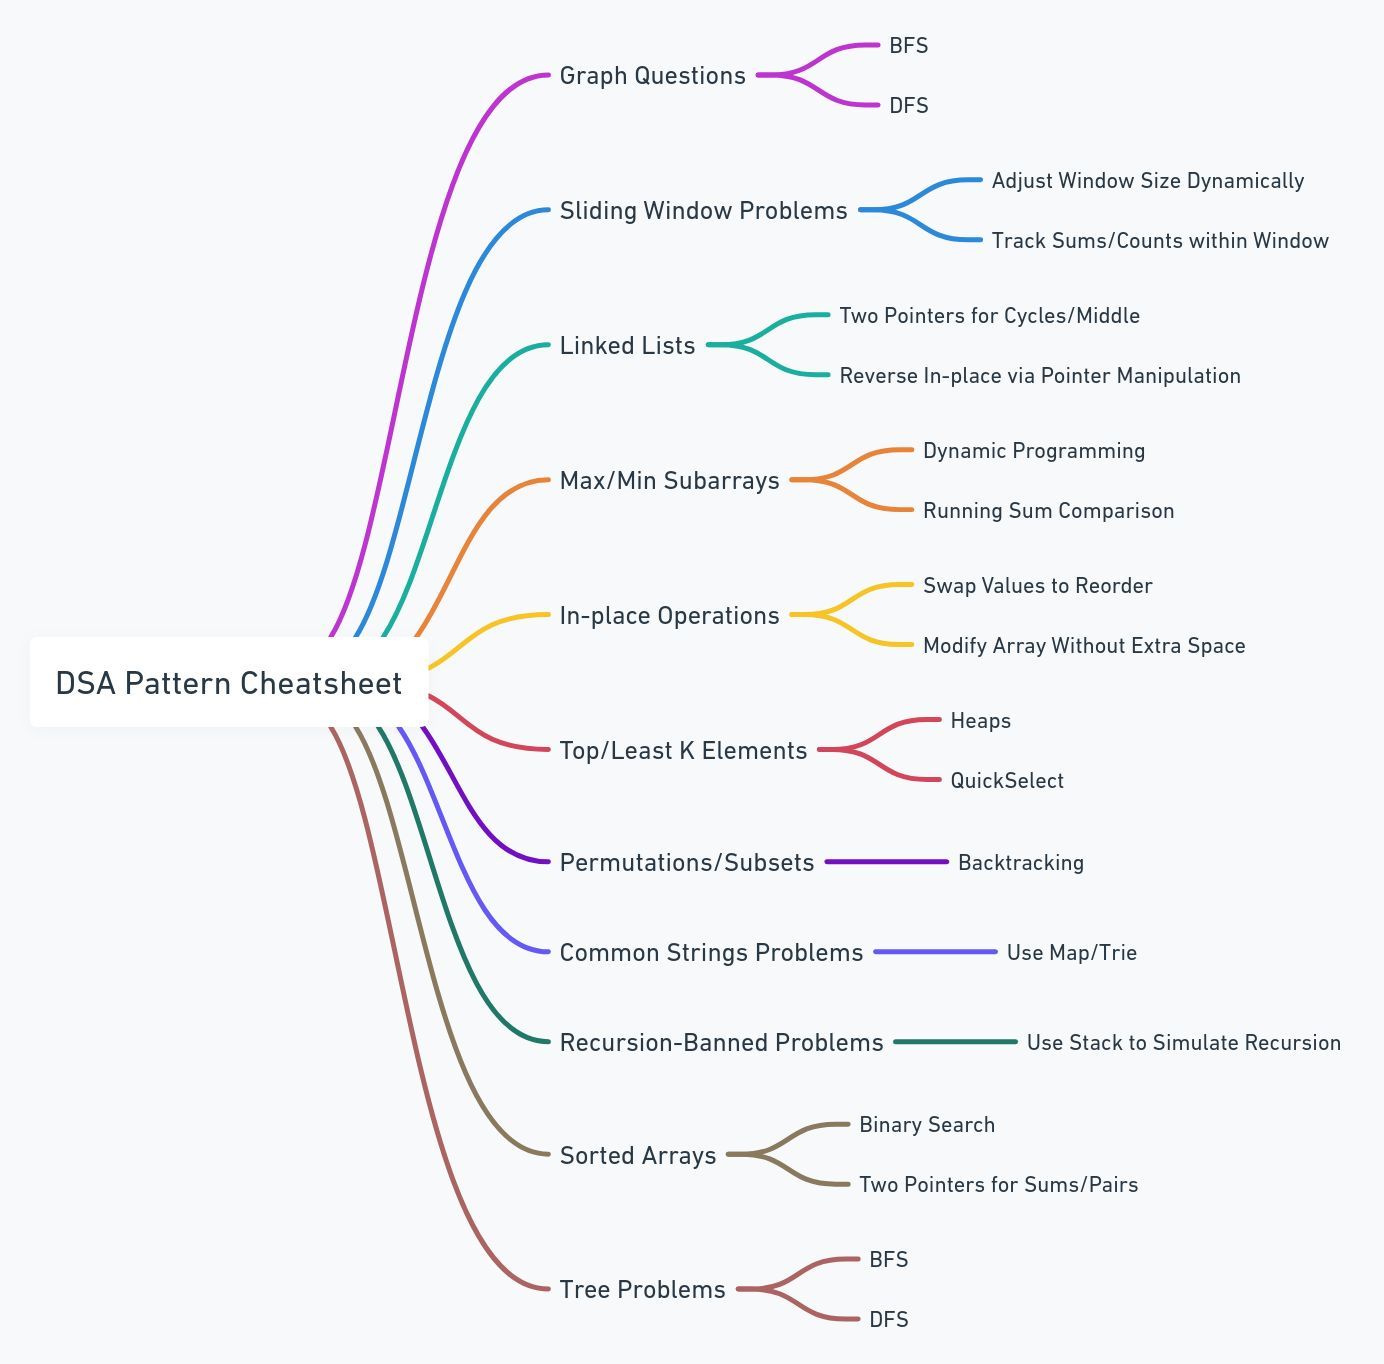 DSA Pattern Cheatsheet
Graph Questions
BFS
DFS
Sliding Window Problems
Adjust Window Size Dynamically
Track Sums/Counts within Window
Linked Lists
Two Pointers for Cycles/Middle
Reverse In-place via Pointer Manipulation
Max/Min Subarrays
Dynamic Programming
Running Sum Comparison
In-place Operations
Swap Values to Reorder
Modify Array Without Extra Space
Top/Least K Elements
Heaps
QuickSelect
Permutations/Subsets
Backtracking
Common Strings Problems
Use Map/Trie
Recursion-Banned Problems
Use Stack to Simulate Recursion
Sorted Arrays
Binary Search
Two Pointers for Sums/Pairs
Tree Problems
BFS
DFS